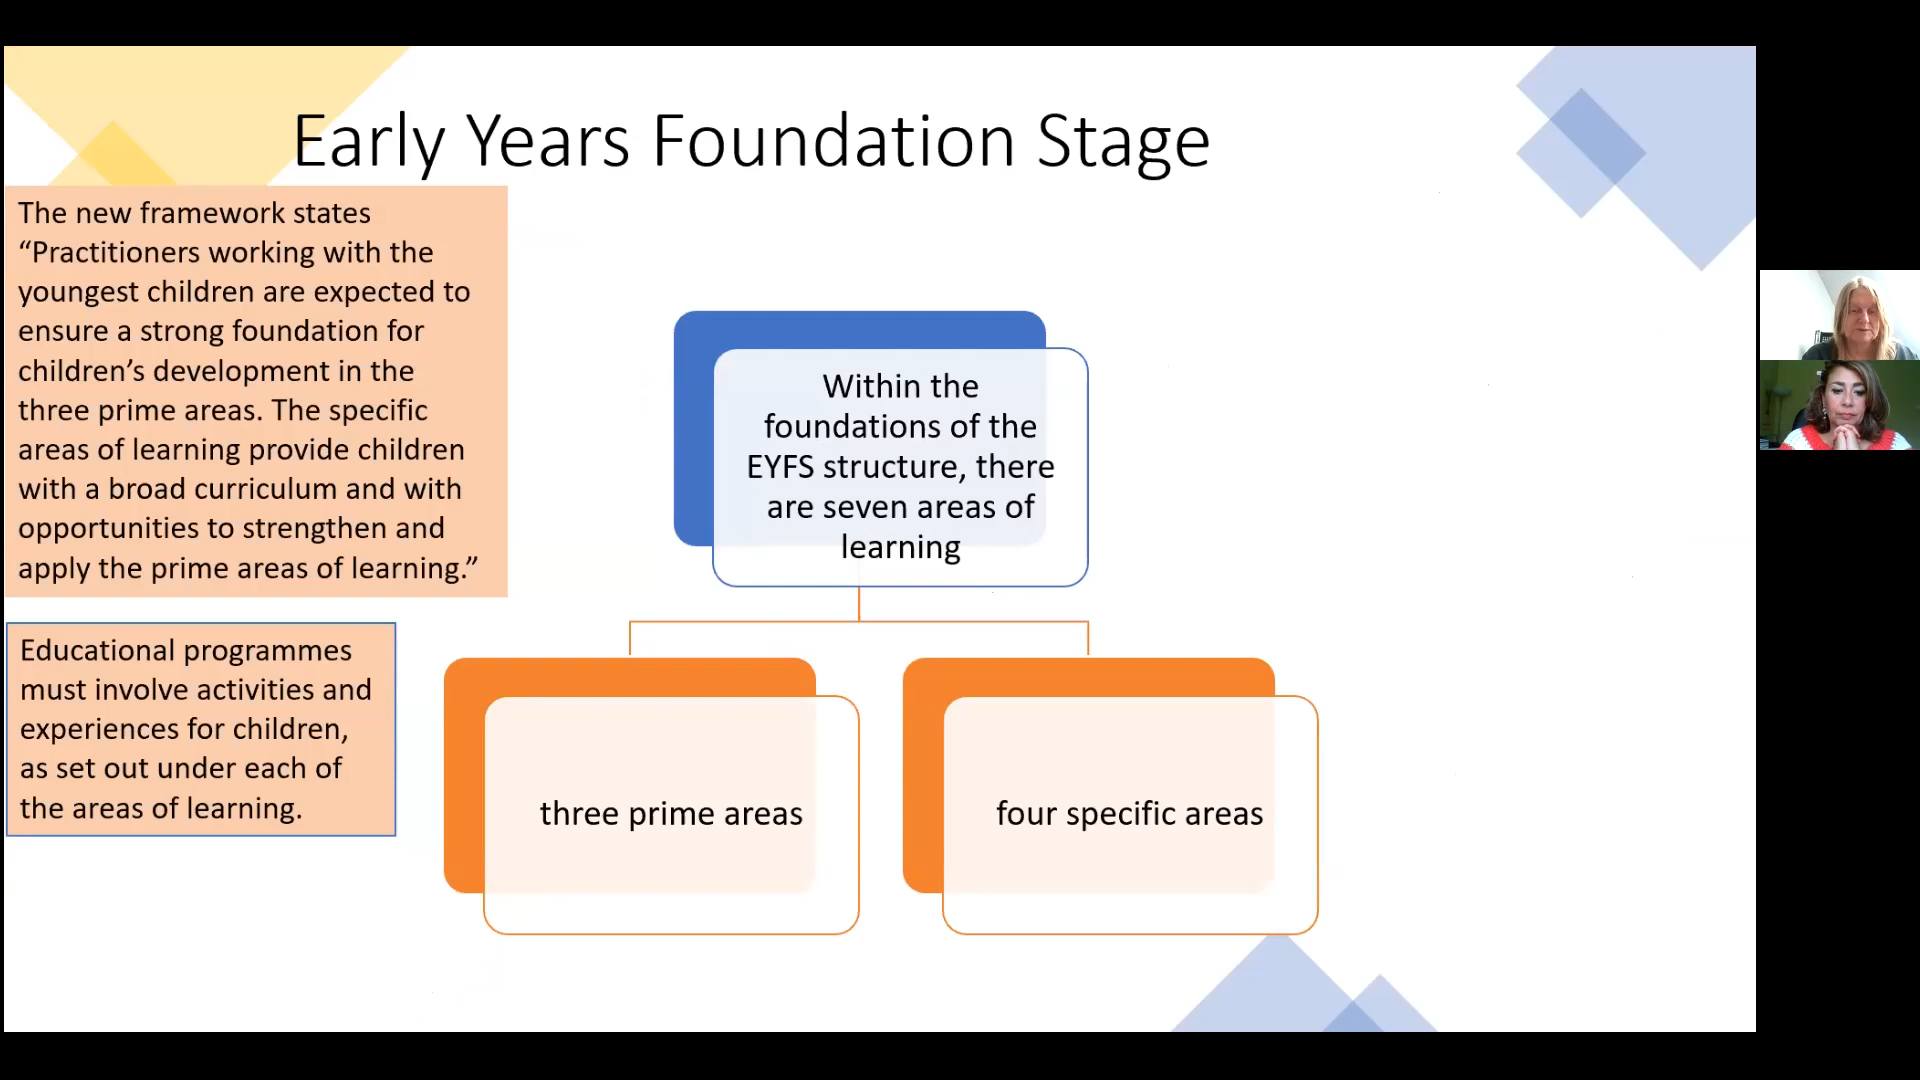 Early Years Foundation Stage
The new framework states
“Practitioners working with the
youngest children are expected to
ensure a strong foundation for
children’s development in the
three prime areas. The specific
areas of learning provide children
with a broad curriculum and with
opportunities to strengthen and
apply the prime areas of learning.”
Educational programmes
must involve activities and
experiences for children,
as set out under each of
the areas of learning.
Within the
foundations of the
EYFS structure, there
are seven areas of
learning
three prime areas
four specific areas